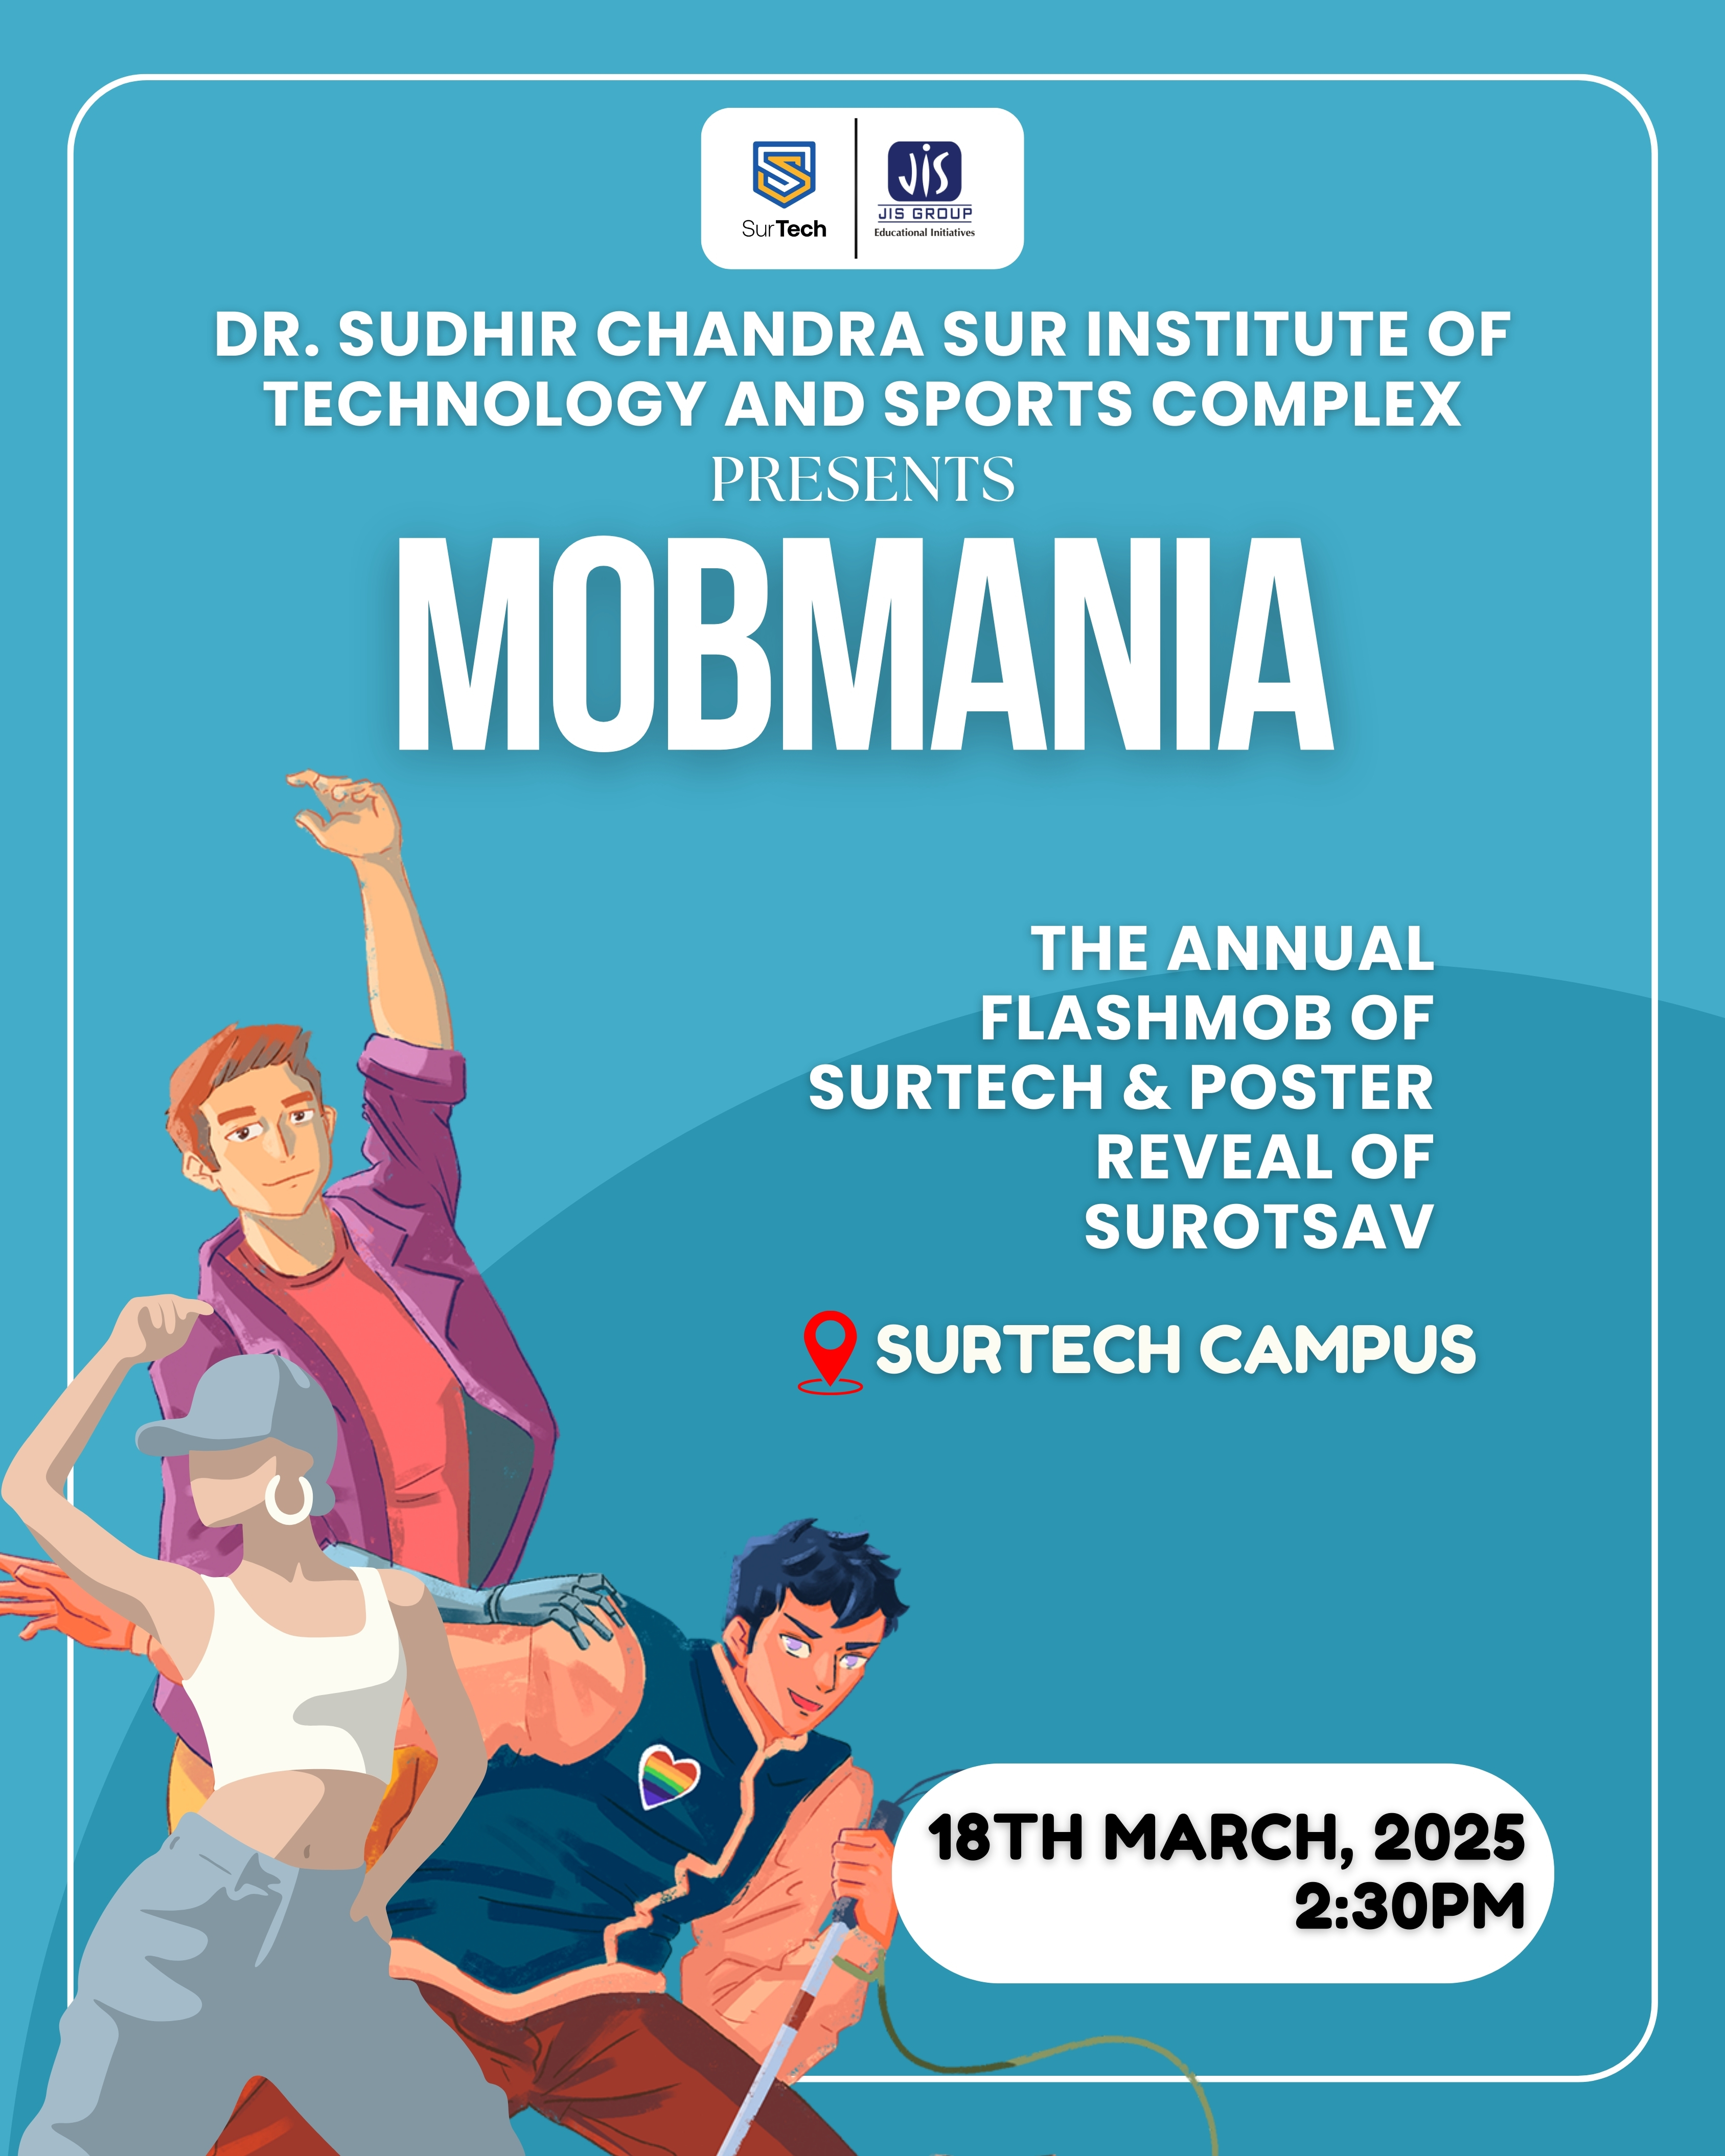 SurTech
JIS
JIS GROUP
Educational Initiatives
DR. SUDHIR CHANDRA SUR INSTITUTE OF
TECHNOLOGY AND SPORTS COMPLEX
PRESENTS
MOBMANIA
THE ANNUAL
FLASHMOB OF
SURTECH & POSTER
REVEAL OF
SUROTSAV
SURTECH CAMPUS
18TH MARCH, 2025
2:30PM